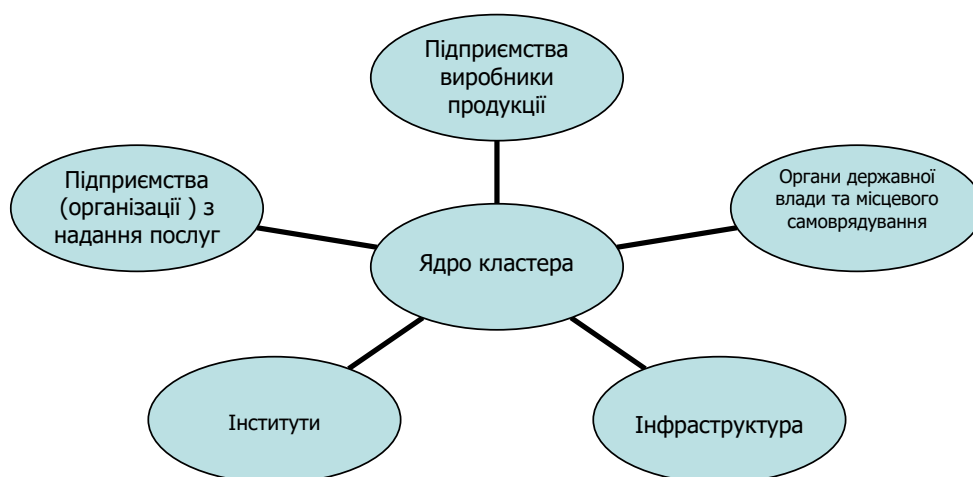 Підприємства
виробники
продукції
Підприємства
(організації ) з
надання послуг
Органи державної
влади та місцевого
самоврядування
Ядро кластера
Інститути
Інфраструктура